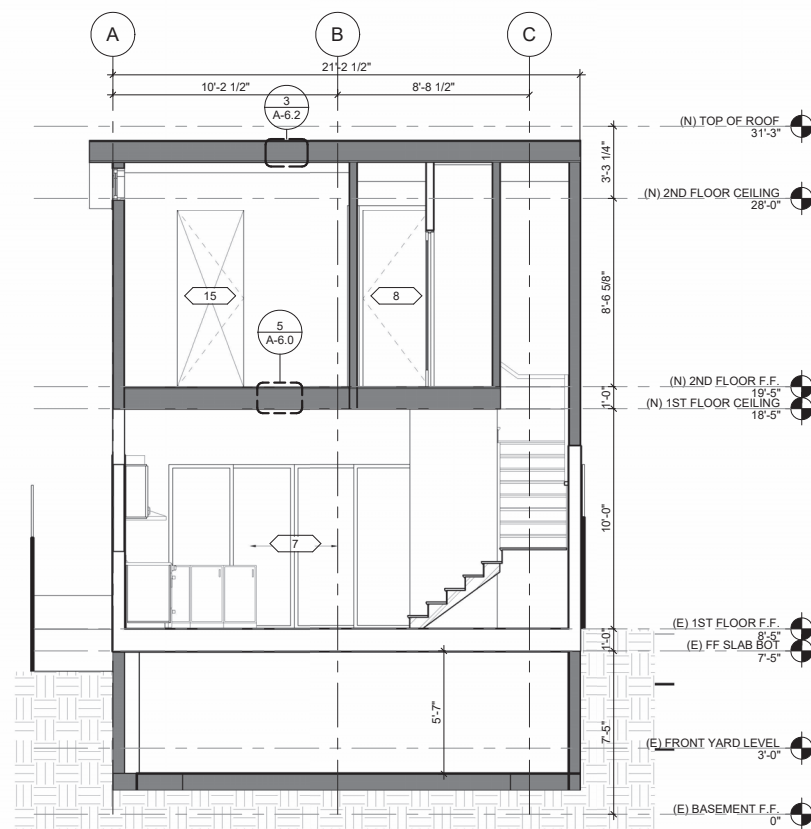 A
B
C
21'-2 1/2"
10'-2 1/2"
8'-8 1/2"
3
A-6.2
(N) TOP OF ROOF
31'-3"
3'-3 1/4"
(N) 2ND FLOOR CEILING
28'-0"
15
8
8'-6 5/8"
5
A-6.0
(N) 2ND FLOOR F.F.
19'-5"
1'-0"
(N) 1ST FLOOR CEILING
18'-5"
10'-0"
7
(E) 1ST FLOOR F.F.
8'-5"
1'-0"
(E) FF SLAB BOT
7'-5"
5'-7"
7'-5"
(E) FRONT YARD LEVEL
3'-0"
(E) BASEMENT F.F.
0"